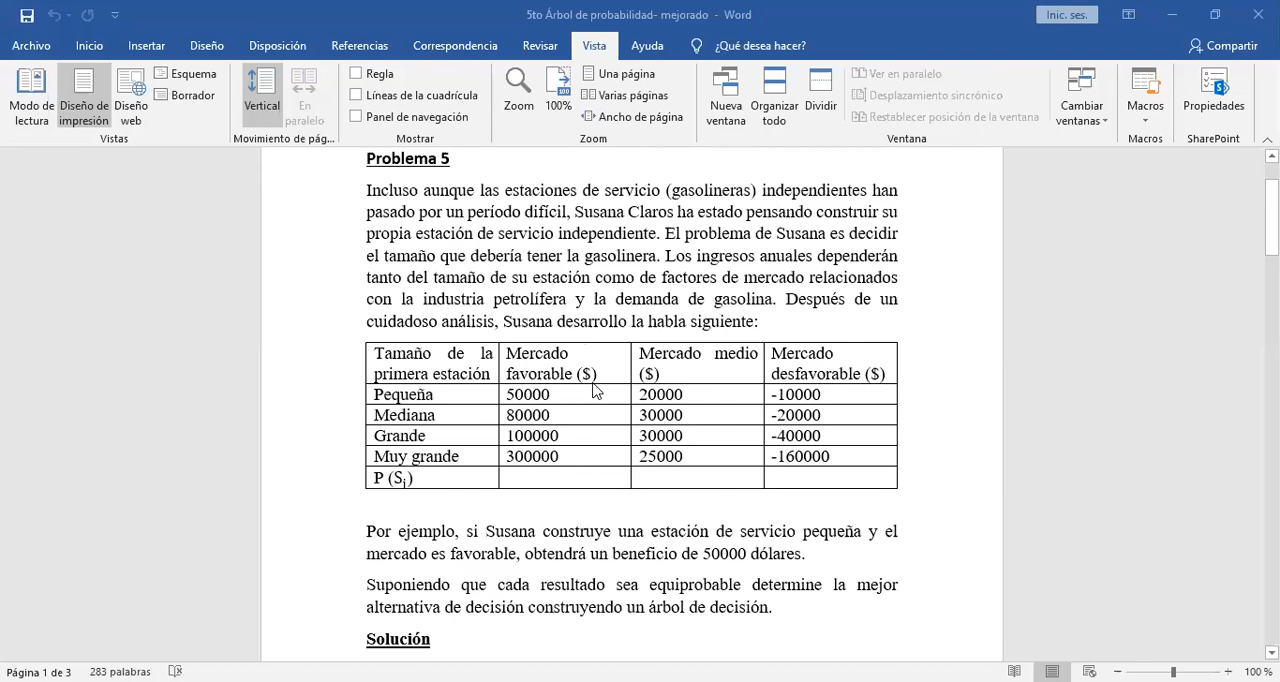 5to Árbol de probabilidad- mejorado - Word
Inic. ses.
Archivo Inicio Insertar Diseño Disposición Referencias Correspondencia Revisar Vista Ayuda ¿Qué desea hacer? Compartir
Modo de lectura
Diseño de impresión
Diseño web
Esquema
Borrador
Vistas
Vertical
En paralelo
Movimiento de pág...
Regla
Líneas de la cuadrícula
Panel de navegación
Mostrar
Zoom
100
100%
Una página
Varias páginas
Ancho de página
Zoom
Nueva ventana
Organizar todo
Dividir
Ver en paralelo
Desplazamiento sincrónico
Restablecer posición de la ventana
Ventana
Cambiar ventanas
Macros
Macros
Propiedades
SharePoint
Problema 5
Incluso aunque las estaciones de servicio (gasolineras) independientes han
pasado por un período difícil, Susana Claros ha estado pensando construir su
propia estación de servicio independiente. El problema de Susana es decidir
el tamaño que debería tener la gasolinera. Los ingresos anuales dependerán
tanto del tamaño de su estación como de factores de mercado relacionados
con la industria petrolífera y la demanda de gasolina. Después de un
cuidadoso análisis, Susana desarrollo la habla siguiente:
Tamaño de la primera estación Mercado favorable ($) Mercado medio ($) Mercado desfavorable ($)
Pequeña 50000 20000 -10000
Mediana 80000 30000 -20000
Grande 100000 30000 -40000
Muy grande 300000 25000 -160000
P (Si)
Por ejemplo, si Susana construye una estación de servicio pequeña y el
mercado es favorable, obtendrá un beneficio de 50000 dólares.
Suponiendo que cada resultado sea equiprobable determine la mejor
alternativa de decisión construyendo un árbol de decisión.
Solución
Página 1 de 3 283 palabras 100 %